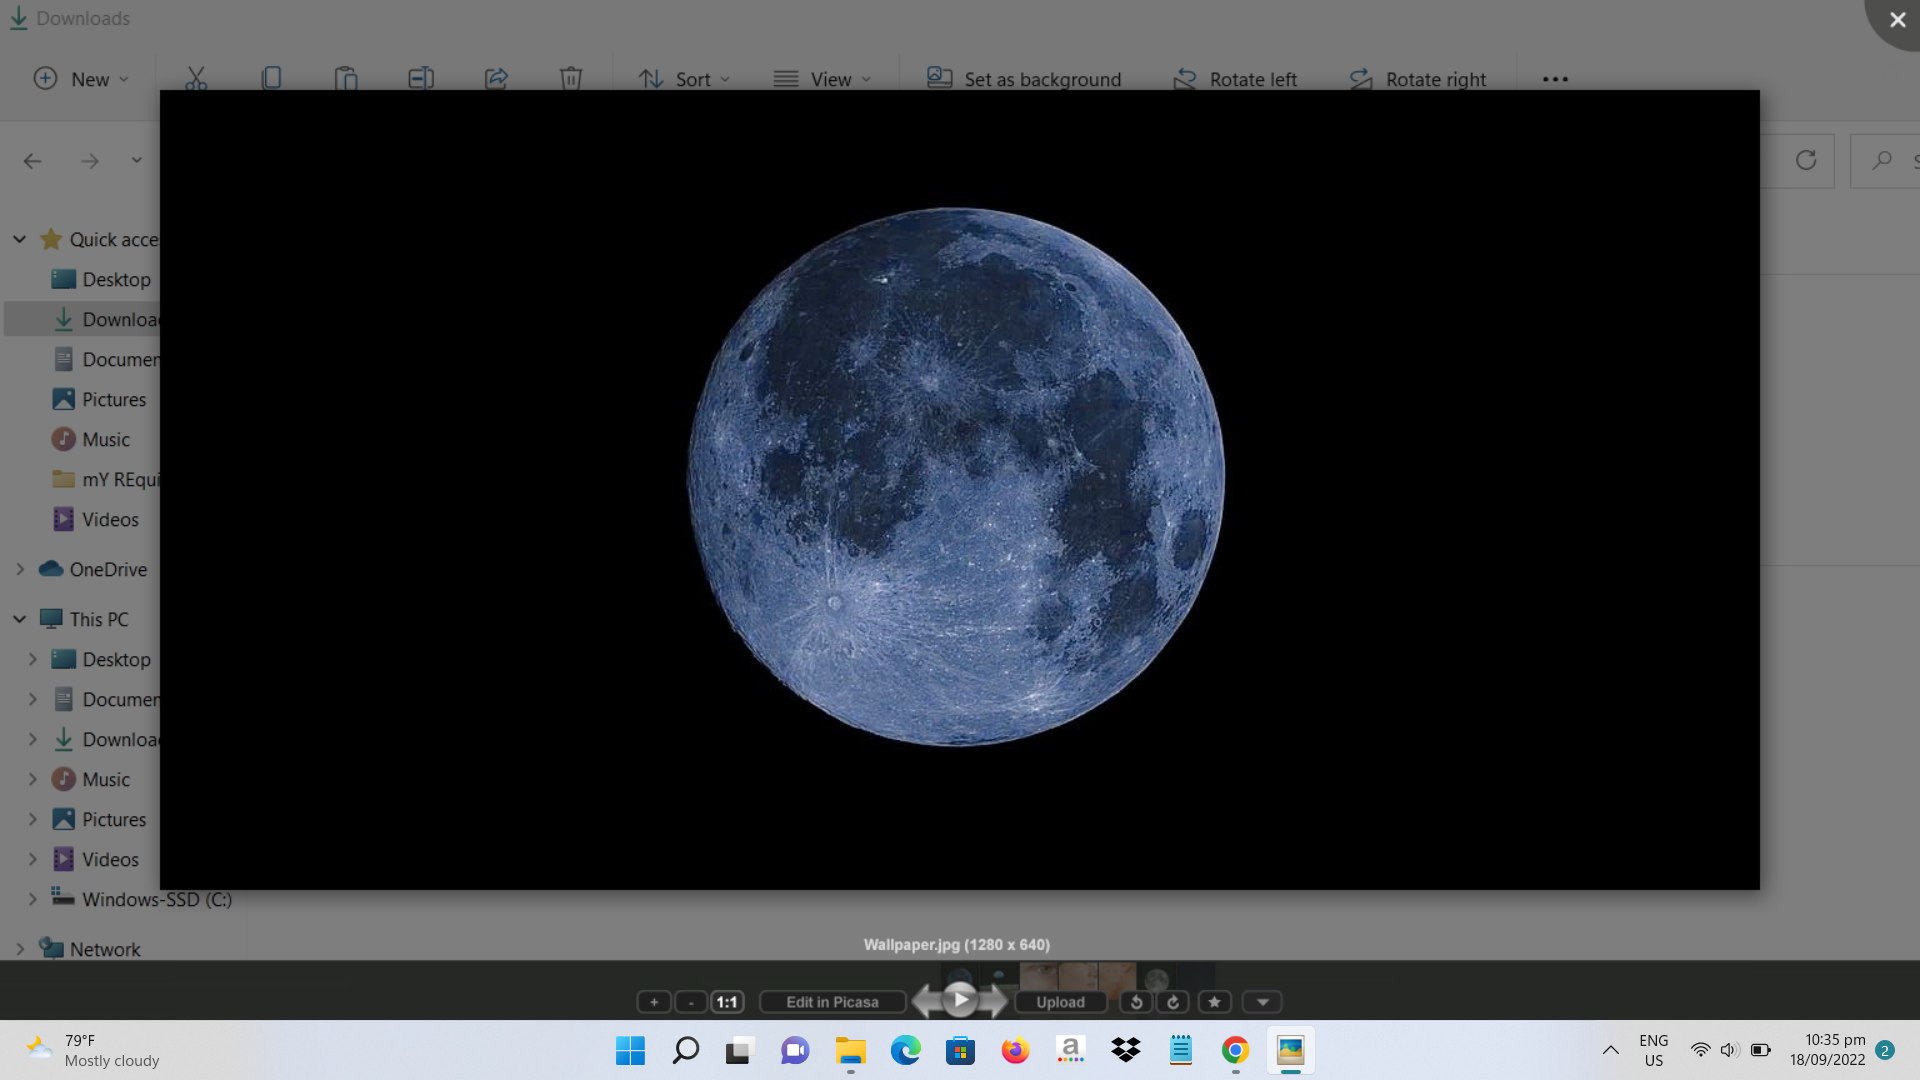 Downloads
New
Sort
View
Set as background
Rotate left
Rotate right
Quick acce
Desktop
Downloa
Documen
Pictures
Music
mY REqui
Videos
OneDrive
This PC
Desktop
Documen
Downloa
Music
Pictures
Videos
Windows-SSD (C:)
Network
Wallpaper.jpg (1280 x 640)
+ - 1:1 Edit in Picasa Upload
79°F
Mostly cloudy
a
ENG
US
10:35 pm
18/09/2022
2